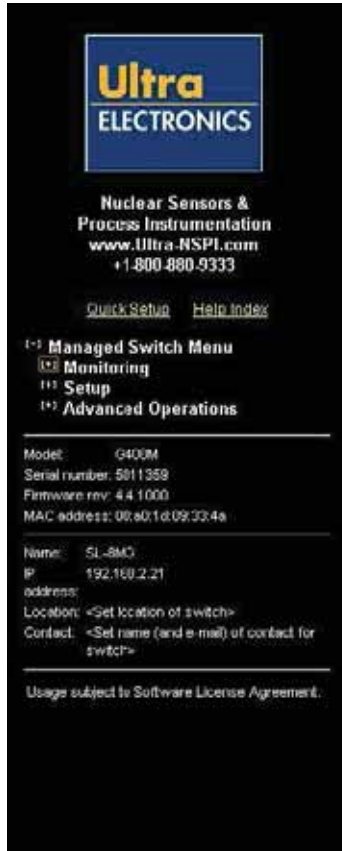 Ultra
ELECTRONICS
Nuclear Sensors &
Process Instrumentation
www.Ultra-NSPI.com
+1-800-880-9333
Quick Setup Help Index
[-] Managed Switch Menu
[+] Monitoring
[+] Setup
[+] Advanced Operations
Model:
Serial number: 5011359
Firmware rev: 4.4.1000
MAC address: 00:a0:1d:09:33:4a
Name:
IP 192.168.2.21
address:
Location: <Set location of switch>
Contact: <Set name (and e-mail) of contact for
switch>
Usage subject to Software License Agreement.